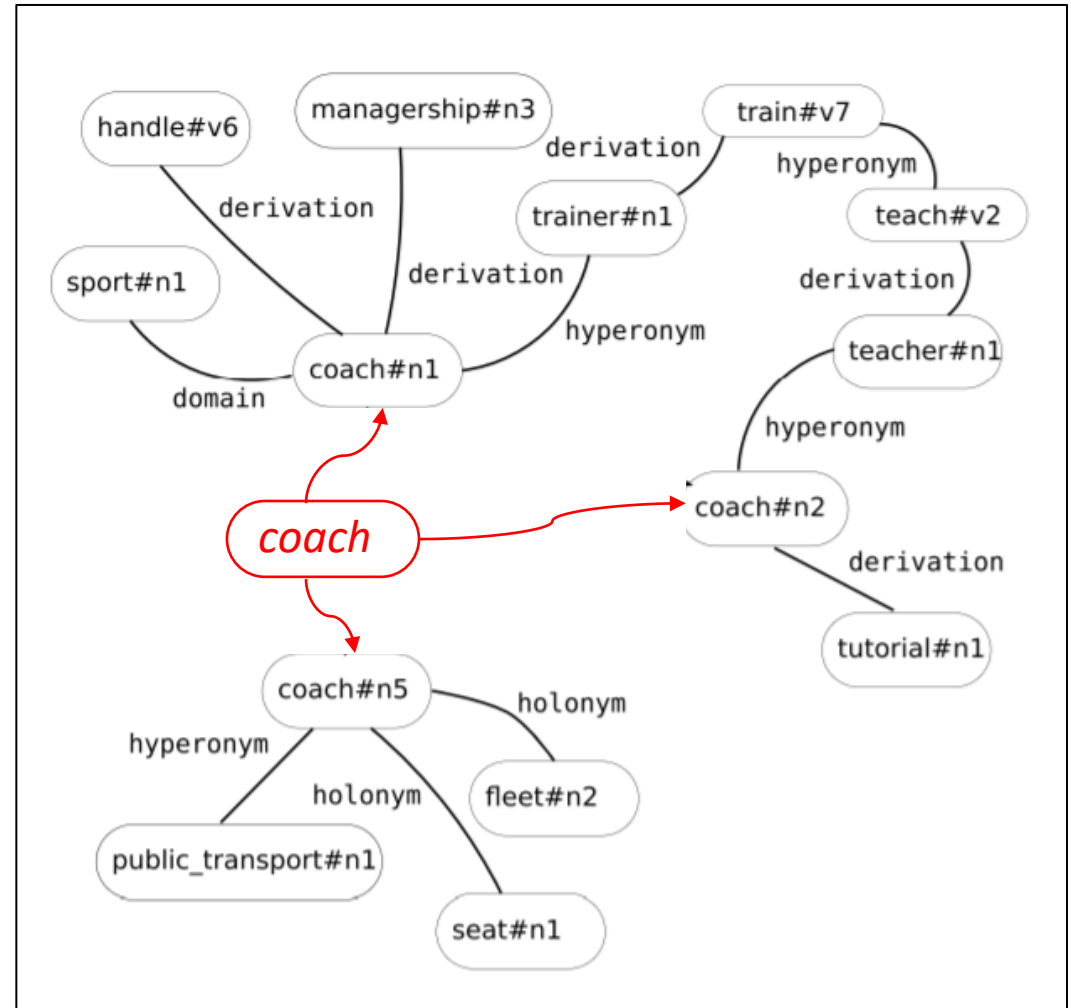 managership#n3
train#v7
handle#v6
derivation
hyperonym
derivation
trainer#n1
teach#v2
sport#n1
derivation
derivation
hyperonym
teacher#n1
coach#n1
domain
hyperonym
coach
coach#n2
derivation
tutorial#n1
coach#n5
holonym
hyperonym
holonym
fleet#n2
public_transport#n1
seat#n1